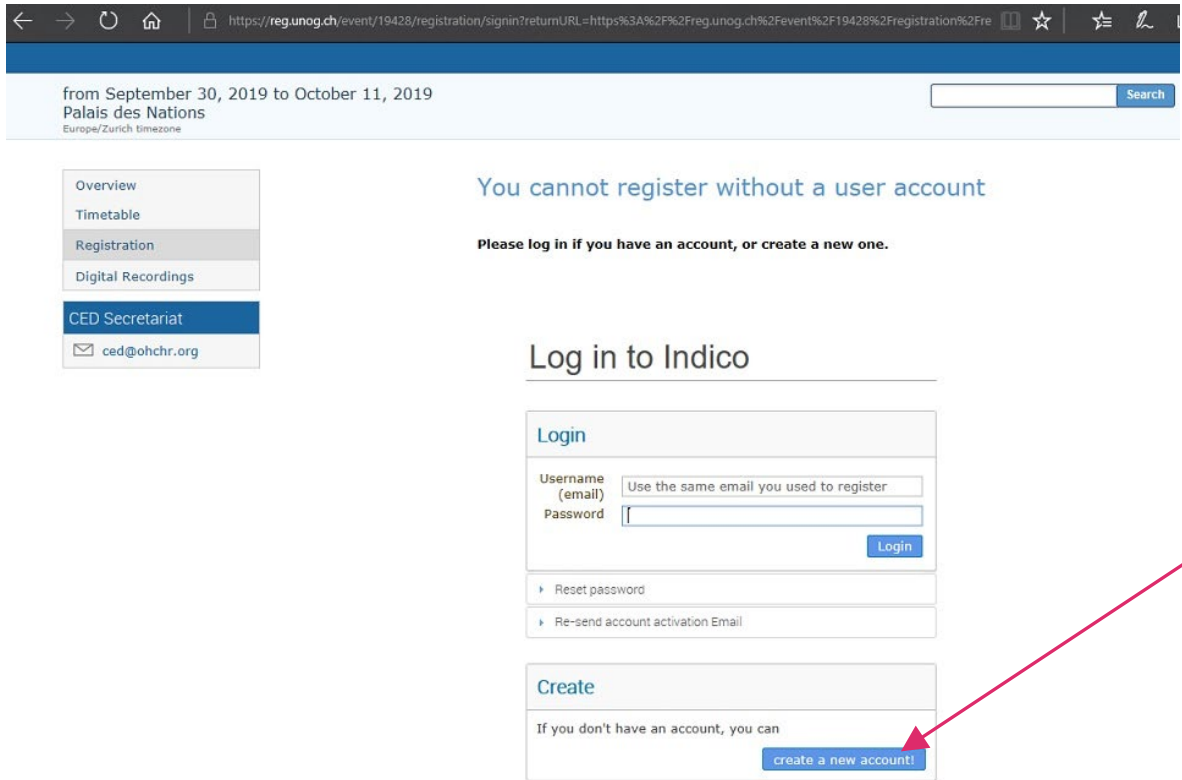 https://reg.unog.ch/event/19428/registration/signin?returnURL=https%3A%2F%2Freg.unog.ch%2Fevent%2F19428%2Fregistration%2Fre
from September 30, 2019 to October 11, 2019
Palais des Nations
Europe/Zurich timezone
Search
Overview
Timetable
Registration
Digital Recordings
CED Secretariat
ced@ohchr.org
You cannot register without a user account
Please log in if you have an account, or create a new one.
Log in to Indico
Login
Username
(email)
Use the same email you used to register
Password
Login
Reset password
Re-send account activation Email
Create
If you don't have an account, you can
create a new account!